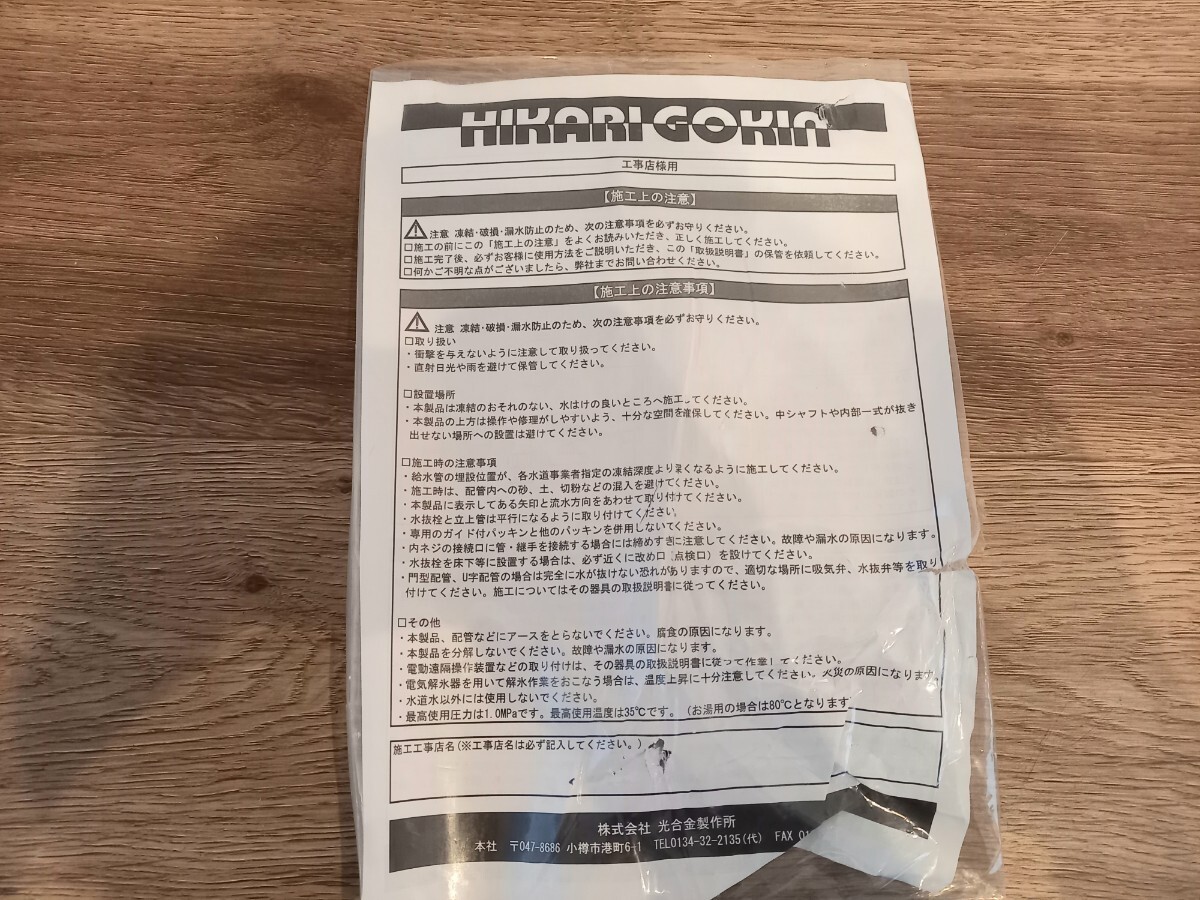 HIKARI GOKIN
工事店様用
【施工上の注意】
注意 凍結・破損・漏水防止のため、次の注意事項を必ずお守りください。
□施工の前にこの「施工上の注意」をよくお読みいただき、正しく施工してください。
□施工完了後、必ずお客様に使用方法をご説明いただき、この「取扱説明書」の保管を依頼してください。
□何かご不明な点がございましたら、弊社までお問い合わせください。
【施工上の注意事項】
注意 凍結・破損・漏水防止のため、次の注意事項を必ずお守りください。
□取り扱い
・衝撃を与えないように注意して取り扱ってください。
・直射日光や雨を避けて保管してください。
□設置場所
・本製品は凍結のおそれのない、水はけの良いところへ施工してください。
・本製品の上方は操作や修理がしやすいよう、十分な空間を確保してください。中シャフトや内部一式が抜き
出せない場所への設置は避けてください。
□施工時の注意事項
・給水管の埋設位置が、各水道事業者指定の凍結深度より深くなるように施工してください。
・施工時は、配管内への砂、土、切粉などの混入を避けてください。
・本製品に表示してある矢印と流水方向をあわせて取り付けてください。
・水抜栓と立上管は平行になるように取り付けてください。
・専用のガイド付パッキンと他のパッキンを併用しないでください。
・内ネジの接続口に管・継手を接続する場合には締めすぎに注意してください。故障や漏水の原因になります。
・水抜栓を床下等に設置する場合は、必ず近くに改め口（点検口）を設けてください。
・門型配管、U字配管の場合は完全に水が抜けない恐れがありますので、適切な場所に吸気弁、水抜弁等を取り
付けてください。施工についてはその器具の取扱説明書に従ってください。
□その他
・本製品、配管などにアースをとらないでください。腐食の原因になります。
・本製品を分解しないでください。故障や漏水の原因になります。
・電動遠隔操作装置などの取り付けは、その器具の取扱説明書に従って作業してください。
・電気解氷器を用いて解氷作業をおこなう場合は、温度上昇に十分注意してください。火災の原因になります。
・水道水以外には使用しないでください。
・最高使用圧力は1.0MPaです。最高使用温度は35℃です。（お湯用の場合は80℃となります
施工工事店名(※工事店名は必ず記入してください。)
株式会社 光合金製作所
本社 〒047-8686 小樽市港町6-1 TEL0134-32-2135(代) FAX 01